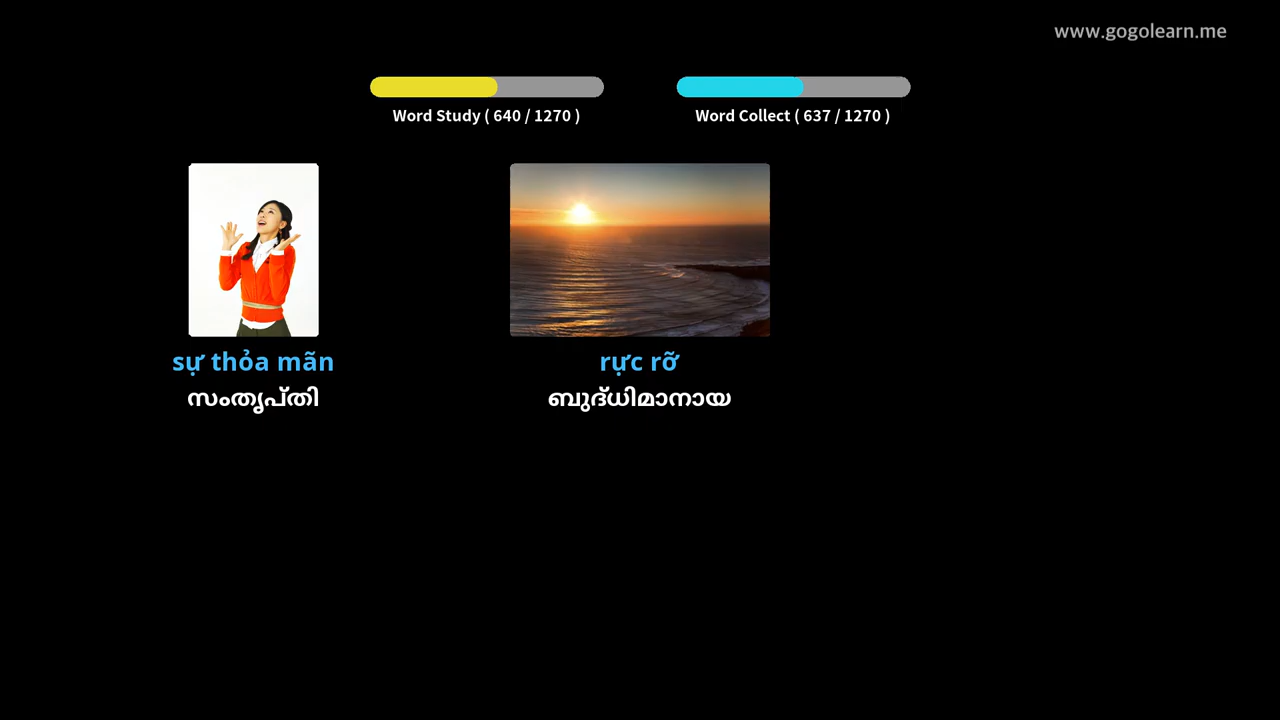 www.gogolearn.me
Word Study ( 640 / 1270 )
Word Collect ( 637 / 1270 )
sự thỏa mãn
സംതൃപ്തി
rực rỡ
ബുദ്ധിമാനായ